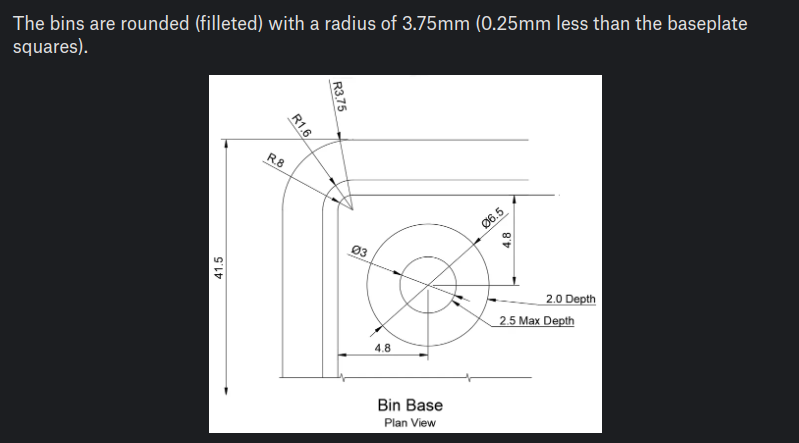 The bins are rounded (filleted) with a radius of 3.75mm (0.25mm less than the baseplate
squares).
R3.75
R1.6
R.8
Ø6.5
4.8
Ø3
41.5
2.0 Depth
2.5 Max Depth
4.8
Bin Base
Plan View